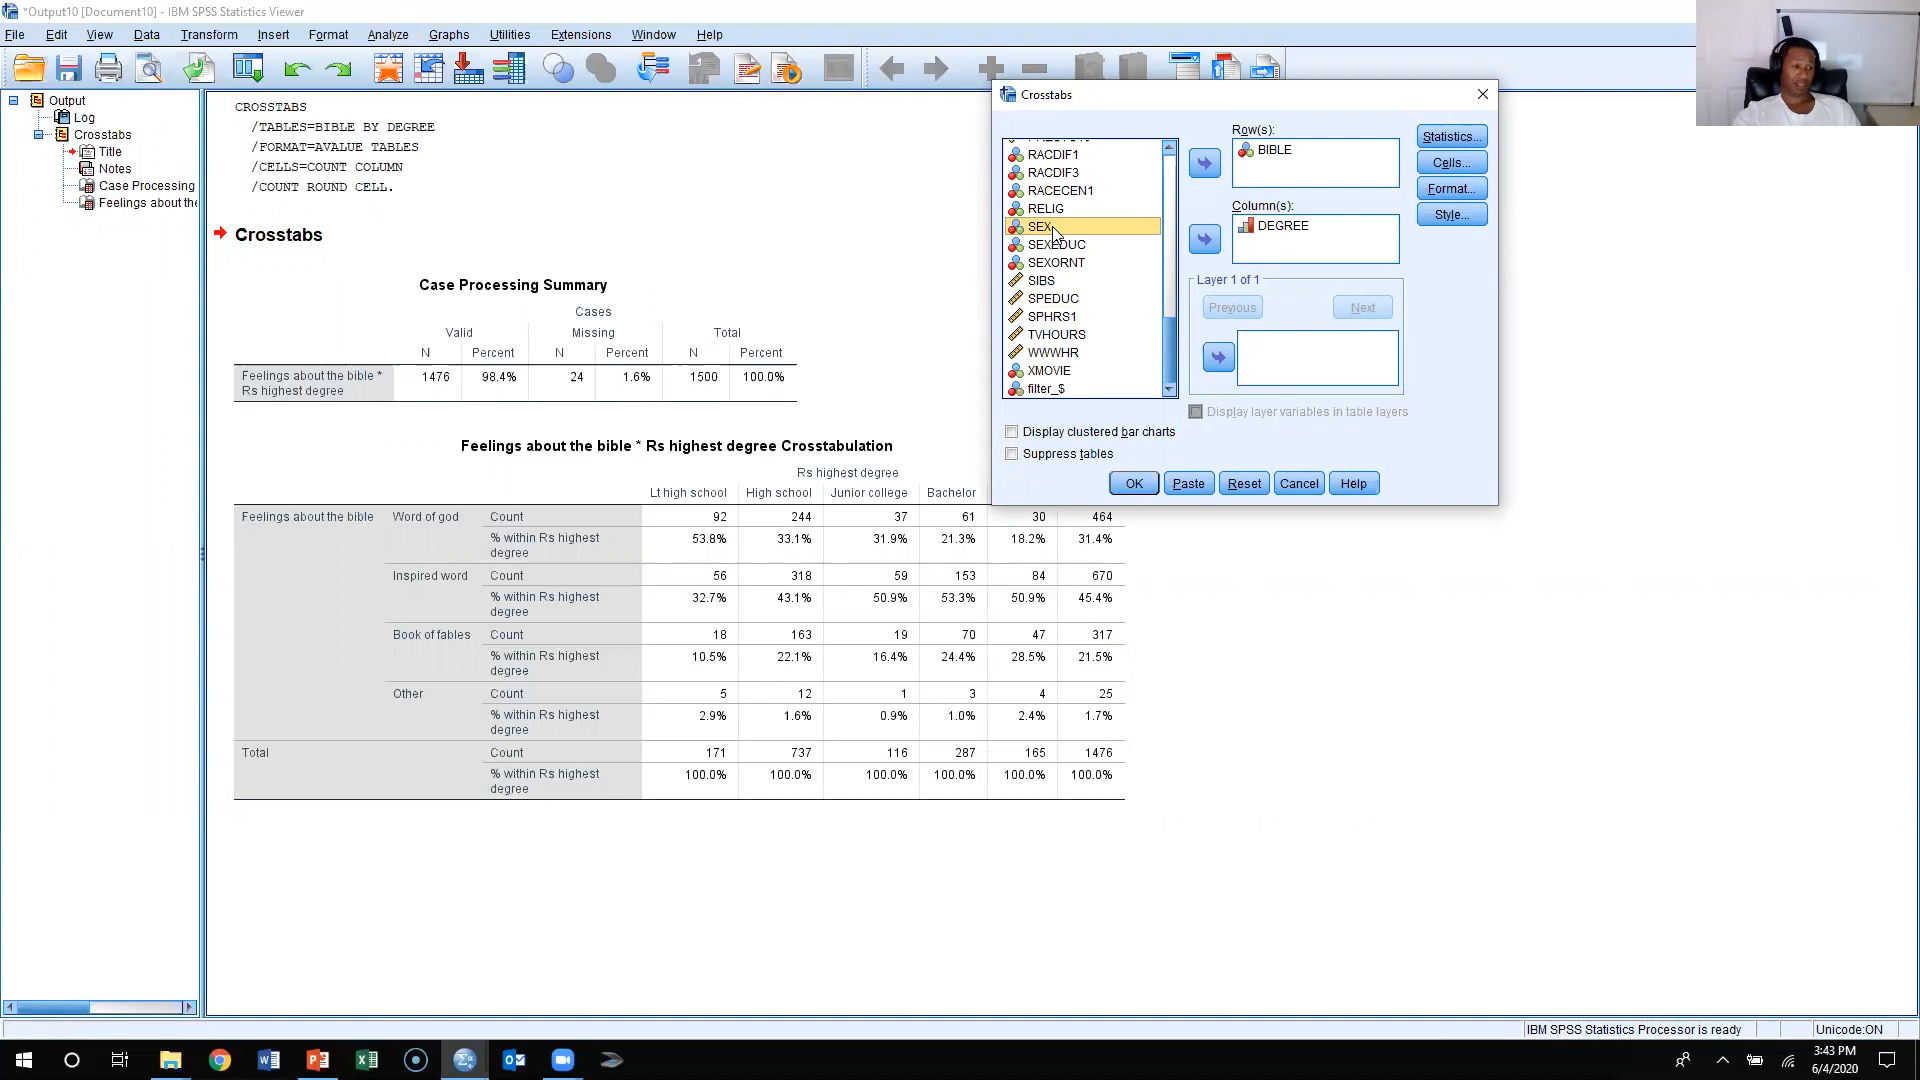 *Output10 [Document10] - IBM SPSS Statistics Viewer
File Edit View Data Transform Insert Format Analyze Graphs Utilities Extensions Window Help
Output
Log
Crosstabs
Title
Notes
Case Processing
Feelings about the
CROSSTABS
/TABLES=BIBLE BY DEGREE
/FORMAT=AVALUE TABLES
/CELLS=COUNT COLUMN
/COUNT ROUND CELL.
Crosstabs
Case Processing Summary
Cases
Valid Missing Total
N Percent N Percent N Percent
Feelings about the bible * 1476 98.4% 24 1.6% 1500 100.0%
Rs highest degree
Feelings about the bible * Rs highest degree Crosstabulation
Rs highest degree
Lt high school High school Junior college Bachelor
Feelings about the bible Word of god Count 92 244 37 61 30 464
% within Rs highest 53.8% 33.1% 31.9% 21.3% 18.2% 31.4%
degree
Inspired word Count 56 318 59 153 84 670
% within Rs highest 32.7% 43.1% 50.9% 53.3% 50.9% 45.4%
degree
Book of fables Count 18 163 19 70 47 317
% within Rs highest 10.5% 22.1% 16.4% 24.4% 28.5% 21.5%
degree
Other Count 5 12 1 3 4 25
% within Rs highest 2.9% 1.6% 0.9% 1.0% 2.4% 1.7%
degree
Total Count 171 737 116 287 165 1476
% within Rs highest 100.0% 100.0% 100.0% 100.0% 100.0% 100.0%
degree
Crosstabs
RACDIF1
RACDIF3
RACECEN1
RELIG
SEX
SEXEDUC
SEXORNT
SIBS
SPEDUC
SPHRS1
TVHOURS
WWWHR
XMOVIE
filter_$
Row(s):
BIBLE
Column(s):
DEGREE
Layer 1 of 1
Previous Next
Display layer variables in table layers
Statistics...
Cells...
Format...
Style...
Display clustered bar charts
Suppress tables
OK Paste Reset Cancel Help
IBM SPSS Statistics Processor is ready Unicode:ON
3:43 PM
6/4/2020